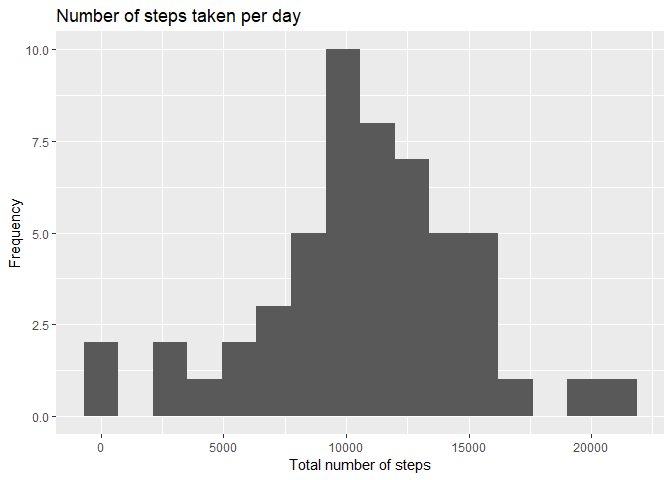 Number of steps taken per day
10.0
7.5
5.0
2.5
0.0
Frequency
0 5000 10000 15000 20000
Total number of steps